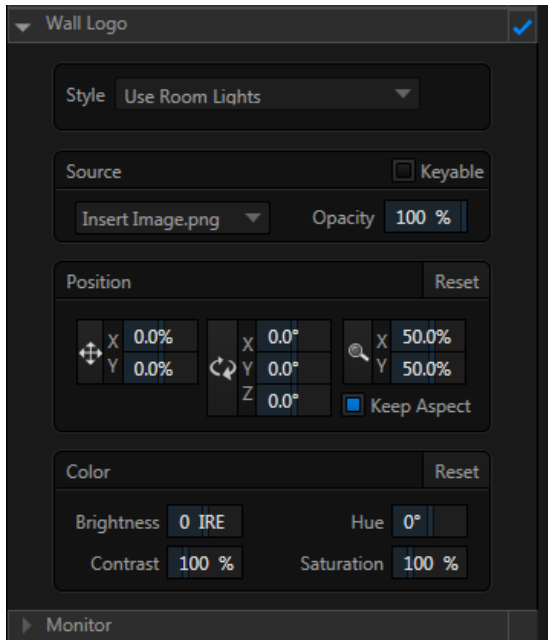 Wall Logo
Style Use Room Lights
Source Keyable
Insert Image.png Opacity 100 %
Position Reset
X 0.0% X 0.0° X 50.0%
Y 0.0% Y 0.0° Y 50.0%
Z 0.0° Keep Aspect
Color Reset
Brightness 0 IRE Hue 0°
Contrast 100 % Saturation 100 %
Monitor